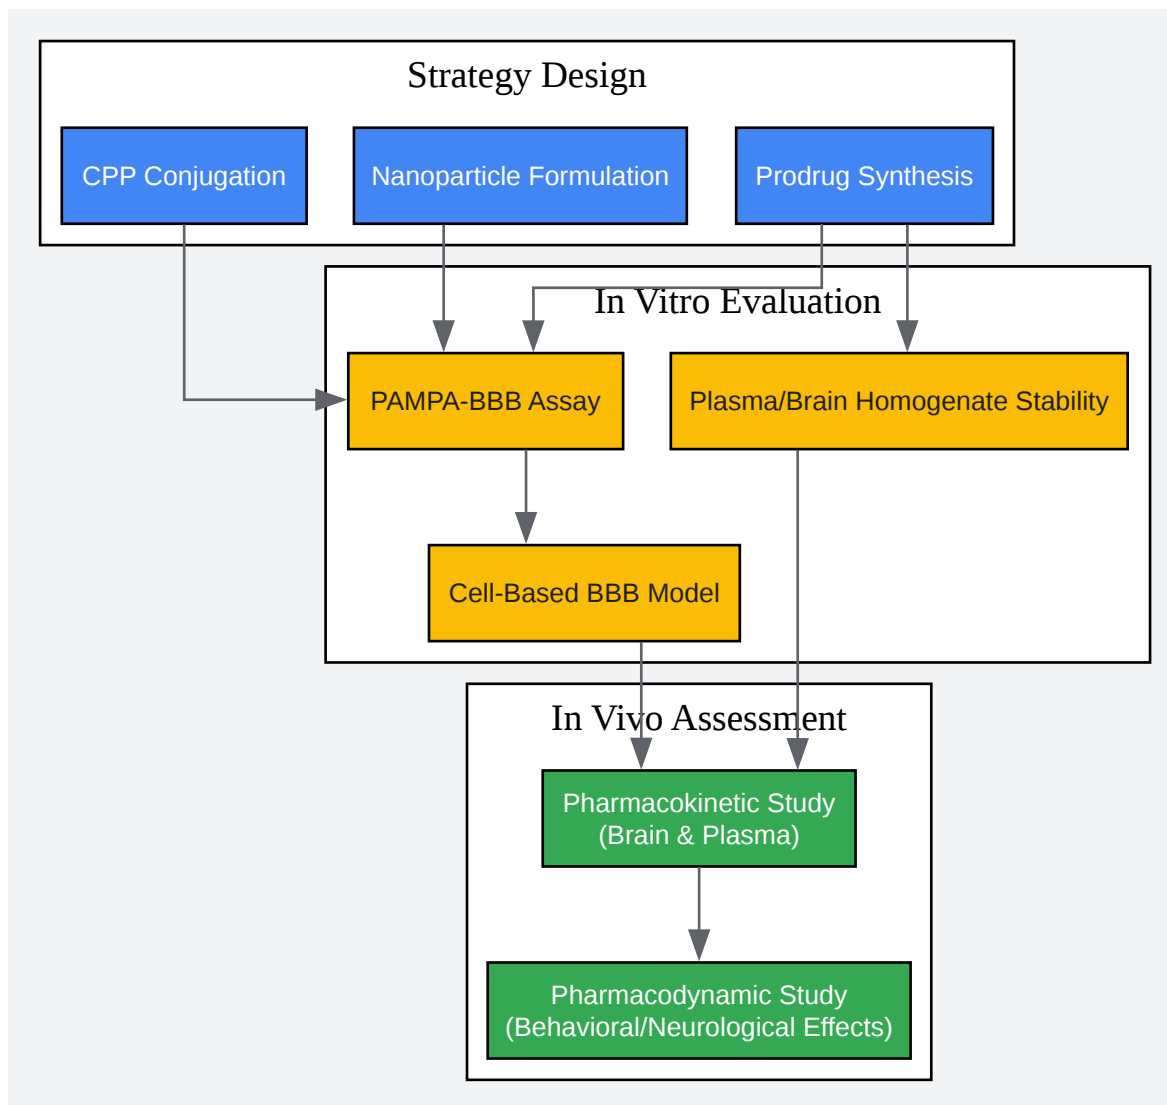 Strategy Design
CPP Conjugation
Nanoparticle Formulation
Prodrug Synthesis
In Vitro Evaluation
PAMPA-BBB Assay
Plasma/Brain Homogenate Stability
Cell-Based BBB Model
In Vivo Assessment
Pharmacokinetic Study
(Brain & Plasma)
Pharmacodynamic Study
(Behavioral/Neurological Effects)